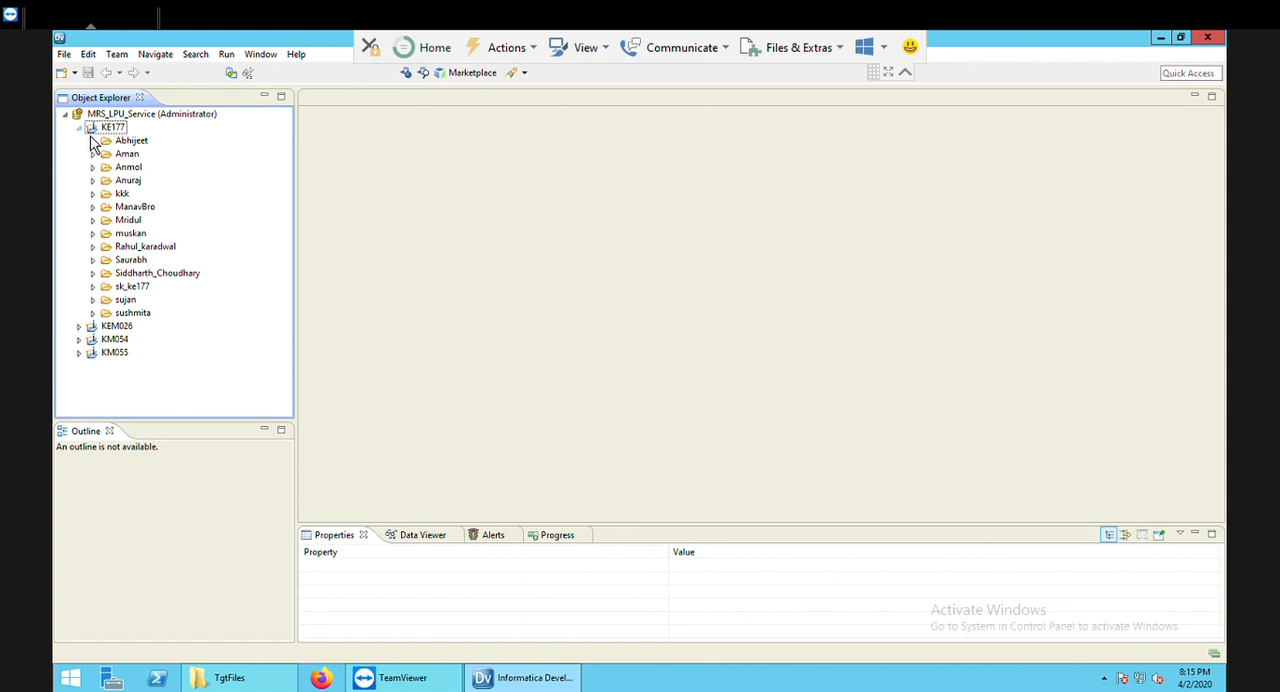 Dv
File Edit Team Navigate Search Run Window Help
Home Actions View Communicate Files & Extras
Marketplace
Quick Access
Object Explorer
MRS_LPU_Service (Administrator)
KE177
Abhijeet
Aman
Anmol
Anuraj
kkk
ManavBro
Mridul
muskan
Rahul_karadwal
Saurabh
Siddharth_Choudhary
sk_ke177
sujan
sushmita
KEM026
KM054
KM055
Outline
An outline is not available.
Properties Data Viewer Alerts Progress
Property Value
Activate Windows
Go to System in Control Panel to activate Windows.
TgtFiles TeamViewer Dv Informatica Devel...
8:15 PM
4/2/2020